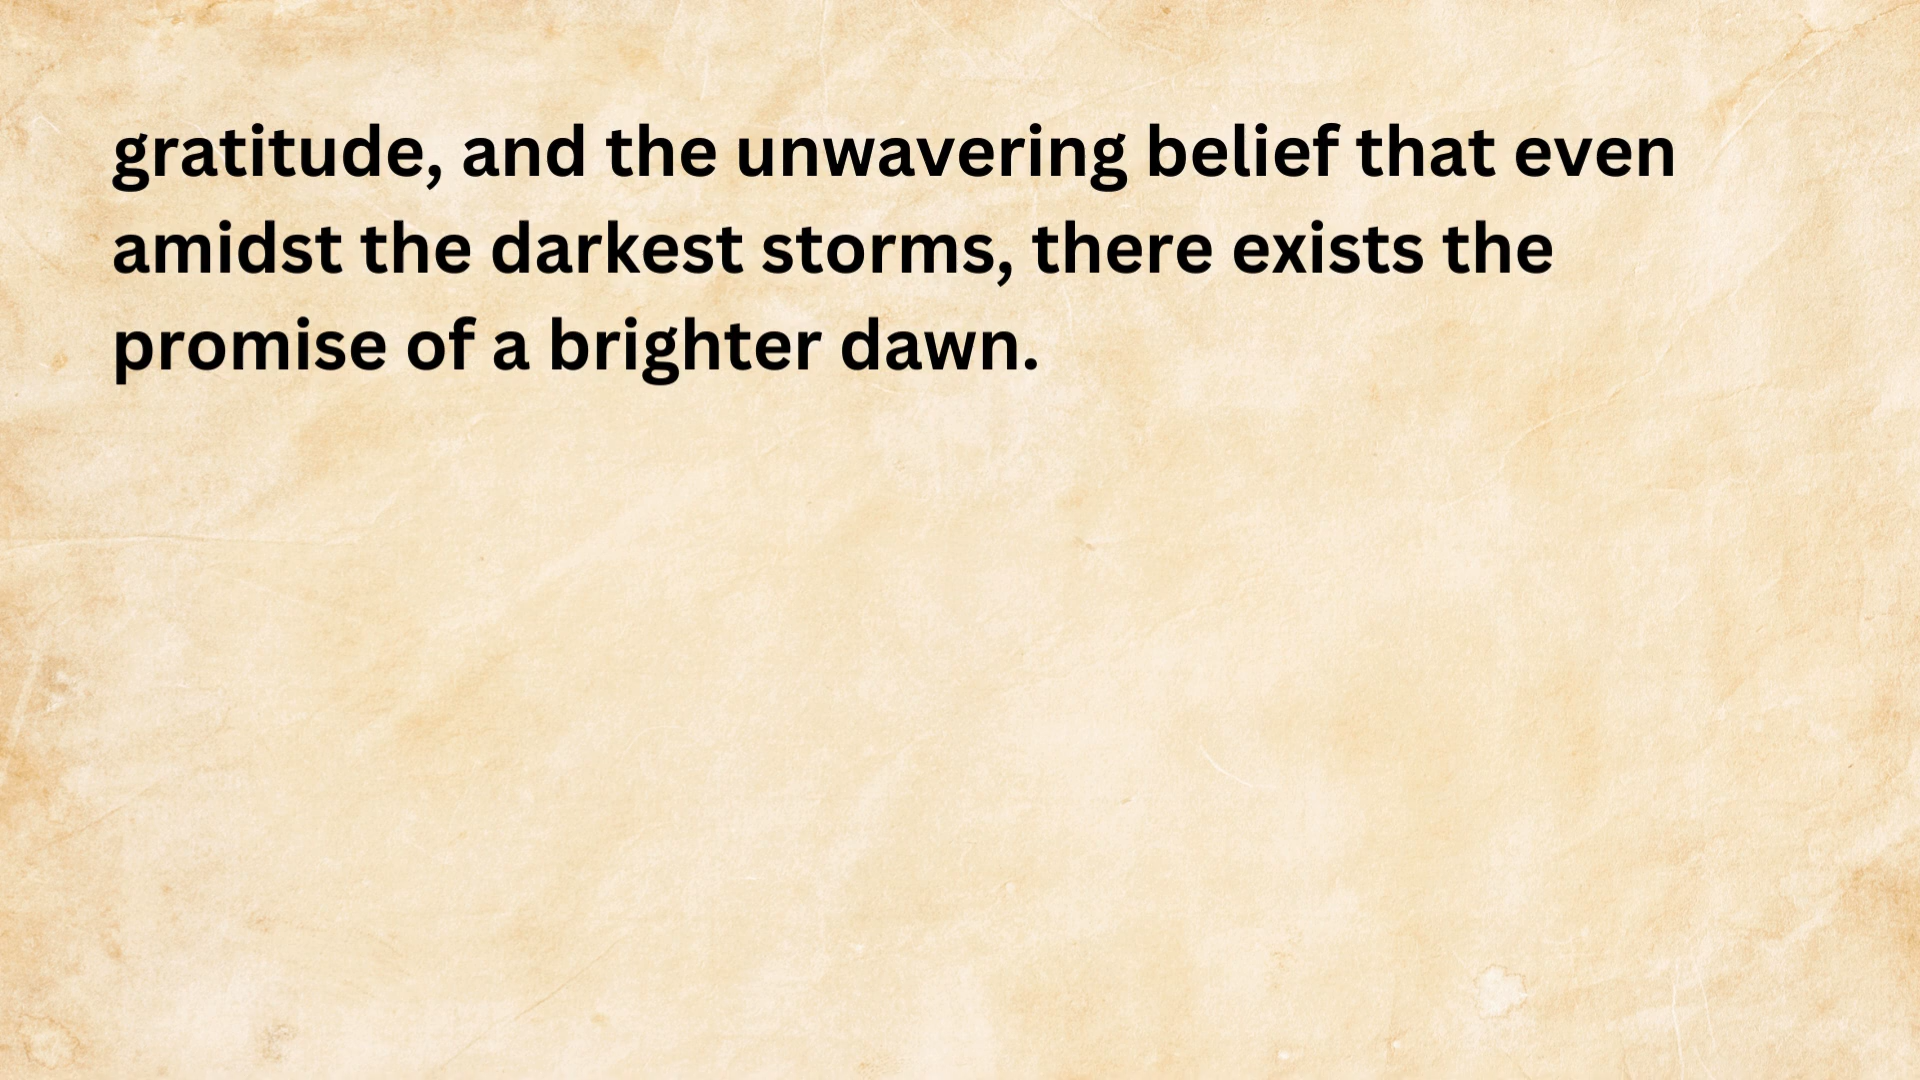 gratitude, and the unwavering belief that even
amidst the darkest storms, there exists the
promise of a brighter dawn.